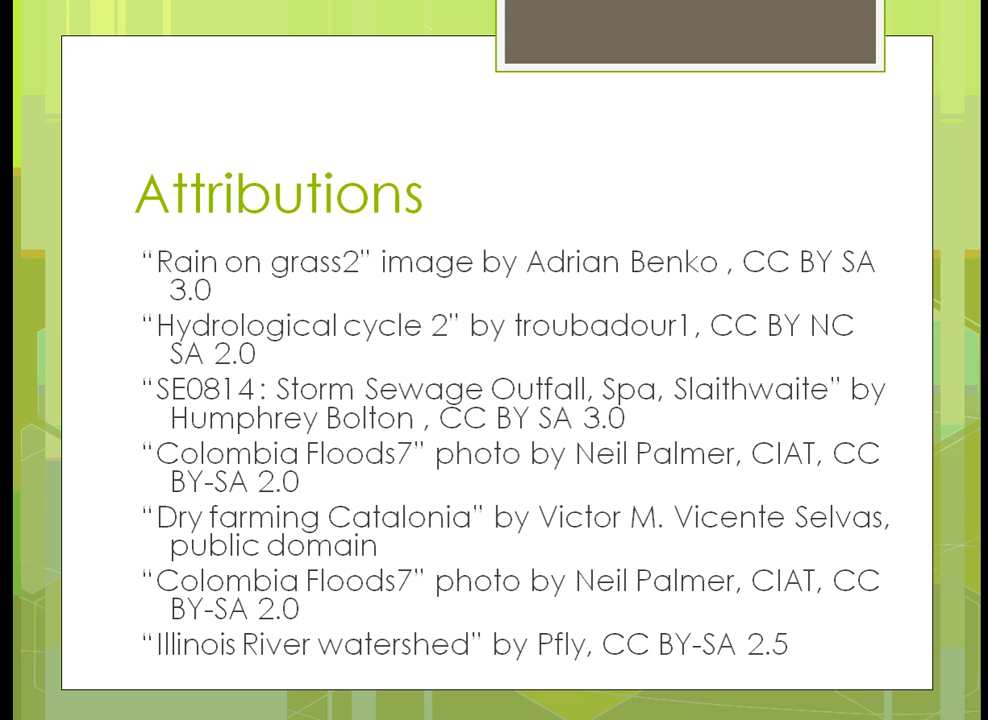 Attributions
“Rain on grass2” image by Adrian Benko , CC BY SA
3.0
“Hydrological cycle 2” by troubadour1, CC BY NC
SA 2.0
“SE0814: Storm Sewage Outfall, Spa, Slaithwaite” by
Humphrey Bolton , CC BY SA 3.0
“Colombia Floods7” photo by Neil Palmer, CIAT, CC
BY-SA 2.0
“Dry farming Catalonia” by Victor M. Vicente Selvas,
public domain
“Colombia Floods7” photo by Neil Palmer, CIAT, CC
BY-SA 2.0
“Illinois River watershed” by Pfly, CC BY-SA 2.5